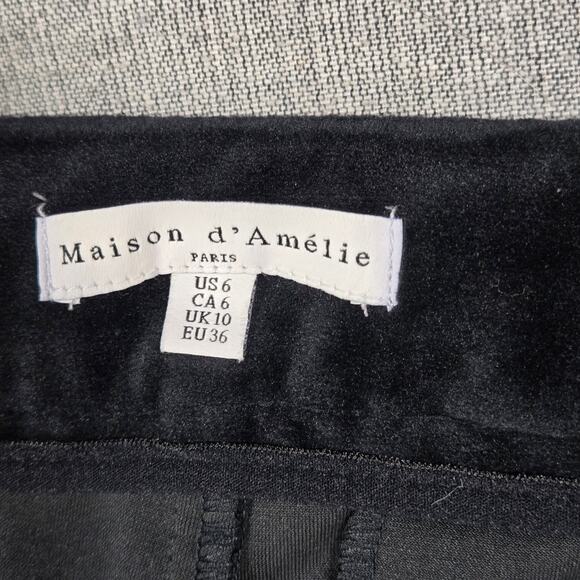 Maison d'Amélie
PARIS
US 6
CA 6
UK 10
EU 36